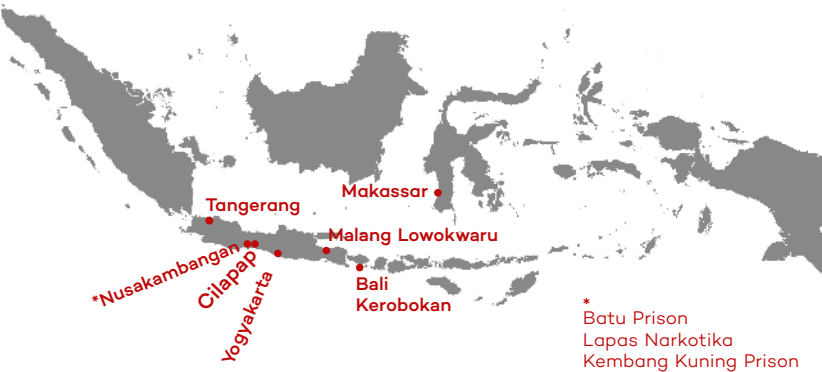 Makassar
Tangerang
Malang Lowokwaru
*Nusakambangan
Cilapap
Yogyakarta
Bali
Kerobokan
*
Batu Prison
Lapas Narkotika
Kembang Kuning Prison